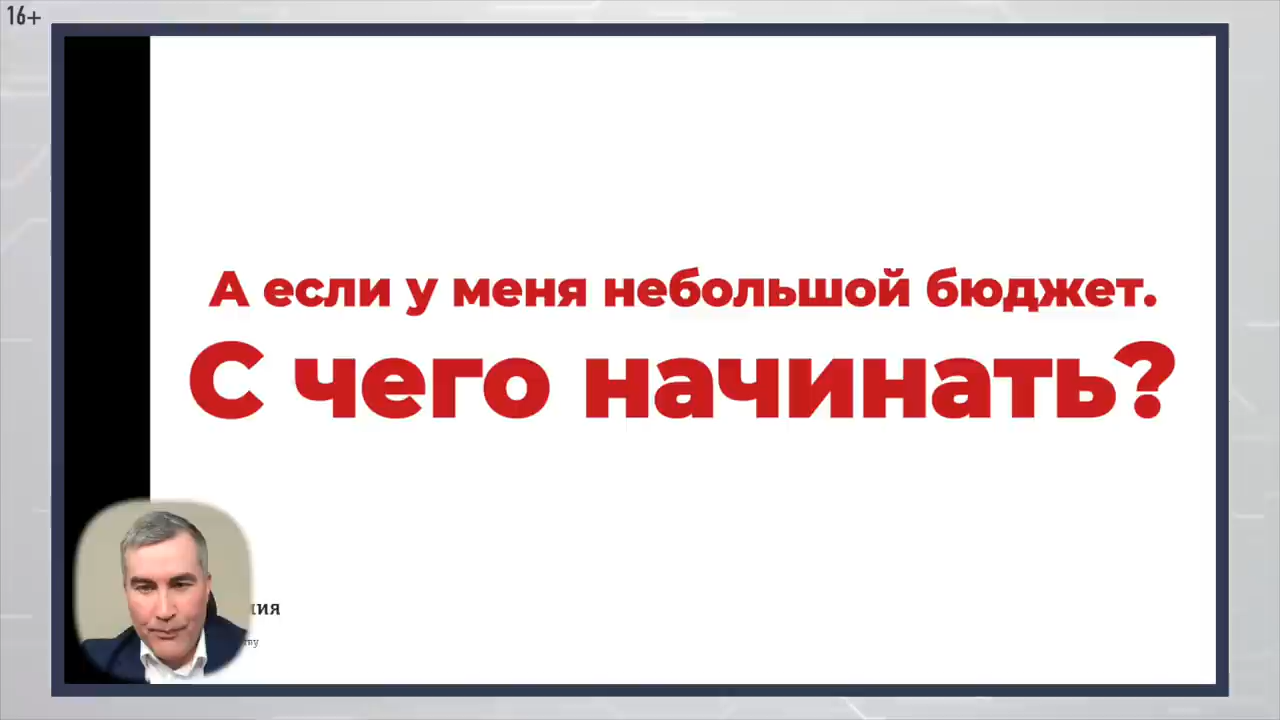 16+
А если у меня небольшой бюджет.
С чего начинать?